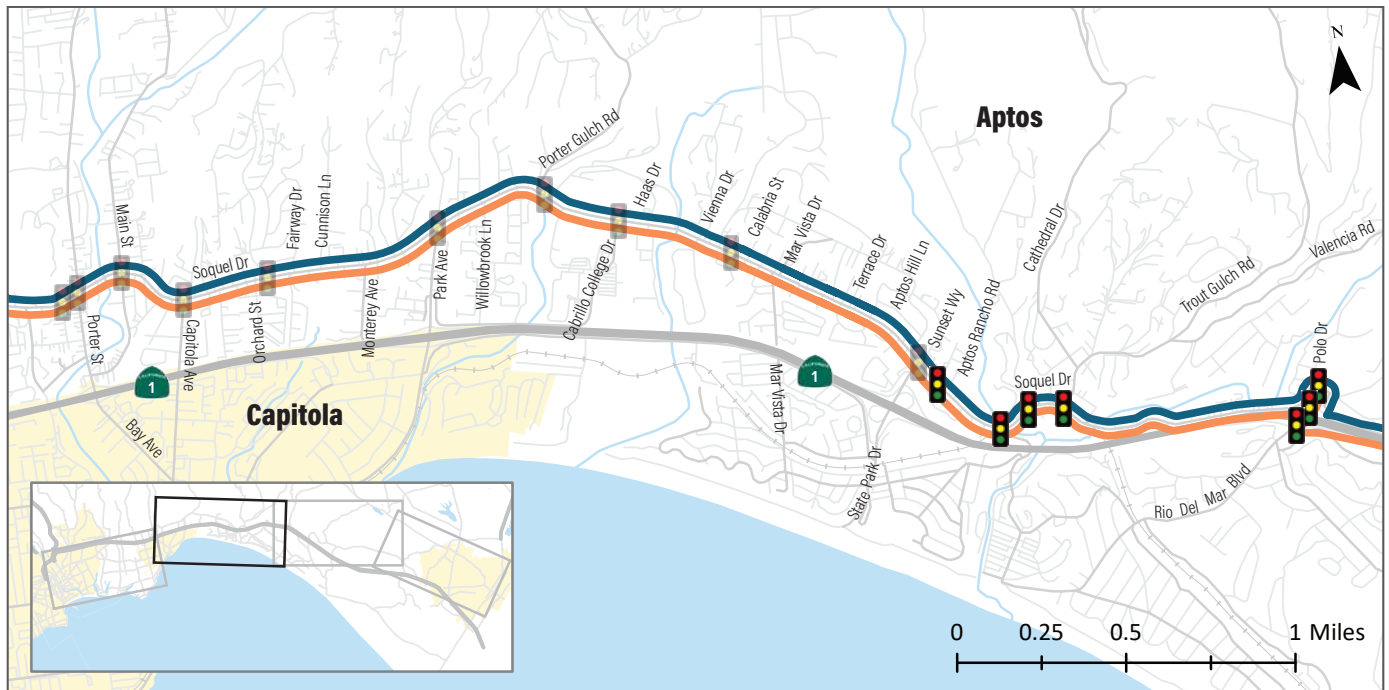 N
Aptos
Porter Gulch Rd
Haas Dr
Vienna Dr
Calabria St
Mar Vista Dr
Terrace Dr
Aptos Hill Ln
Sunset Wy
Aptos Rancho Rd
Cathedral Dr
Trout Gulch Rd
Valencia Rd
Main St
Soquel Dr
Fairway Dr
Cunnison Ln
Park Ave
Willowbrook Ln
Cabrillo College Dr
Porter St
Capitola Ave
Orchard St
Monterey Ave
Soquel Dr
Polo Dr
CALIFORNIA
1
CALIFORNIA
1
Capitola
Bay Ave
Mar Vista Dr
State Park Dr
Rio Del Mar Blvd
0 0.25 0.5 1 Miles